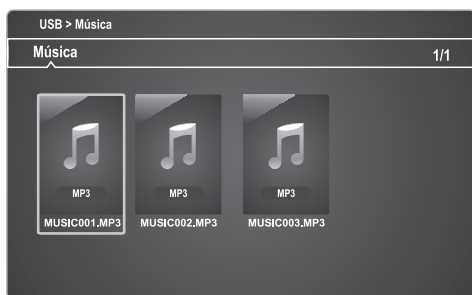 USB > Música
Música 1/1
MP3 MP3 MP3
MUSIC001.MP3 MUSIC002.MP3 MUSIC003.MP3